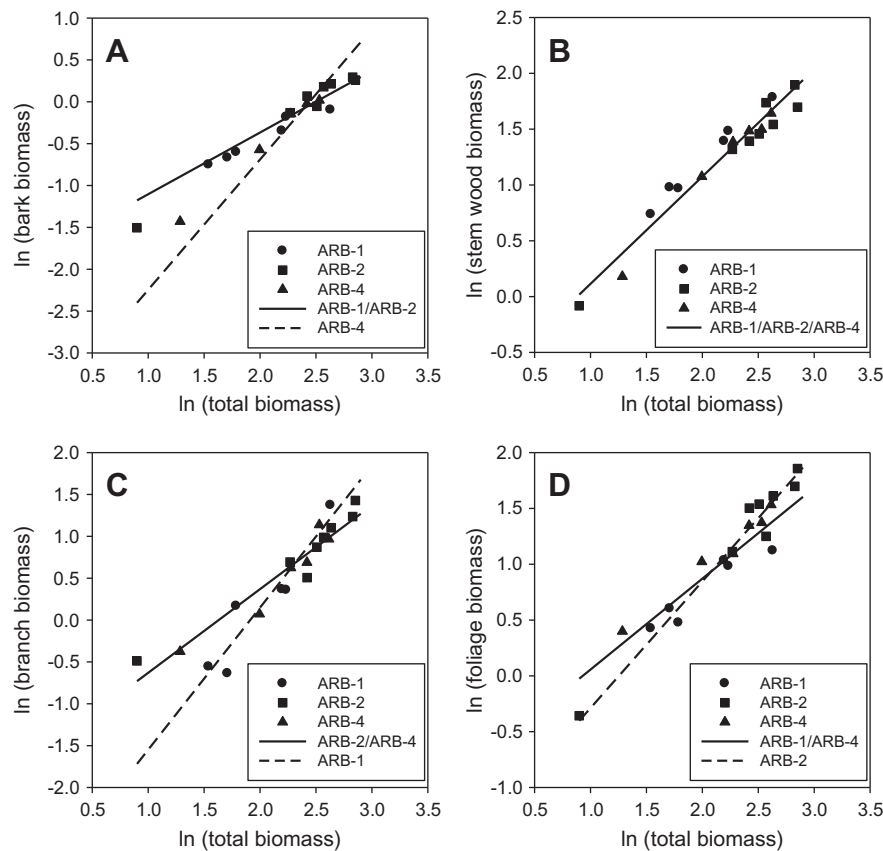 A
ln (bark biomass)
1.0
0.5
0.0
-0.5
-1.0
-1.5
-2.0
-2.5
-3.0
ARB-1
ARB-2
ARB-4
ARB-1/ARB-2
ARB-4
0.5 1.0 1.5 2.0 2.5 3.0 3.5
ln (total biomass)
B
ln (stem wood biomass)
2.5
2.0
1.5
1.0
0.5
0.0
-0.5
ARB-1
ARB-2
ARB-4
ARB-1/ARB-2/ARB-4
0.5 1.0 1.5 2.0 2.5 3.0 3.5
ln (total biomass)
C
ln (branch biomass)
2.0
1.5
1.0
0.5
0.0
-0.5
-1.0
-1.5
-2.0
ARB-1
ARB-2
ARB-4
ARB-2/ARB-4
ARB-1
0.5 1.0 1.5 2.0 2.5 3.0 3.5
ln (total biomass)
D
ln (foliage biomass)
2.0
1.5
1.0
0.5
0.0
-0.5
-1.0
ARB-1
ARB-2
ARB-4
ARB-1/ARB-4
ARB-2
0.5 1.0 1.5 2.0 2.5 3.0 3.5
ln (total biomass)